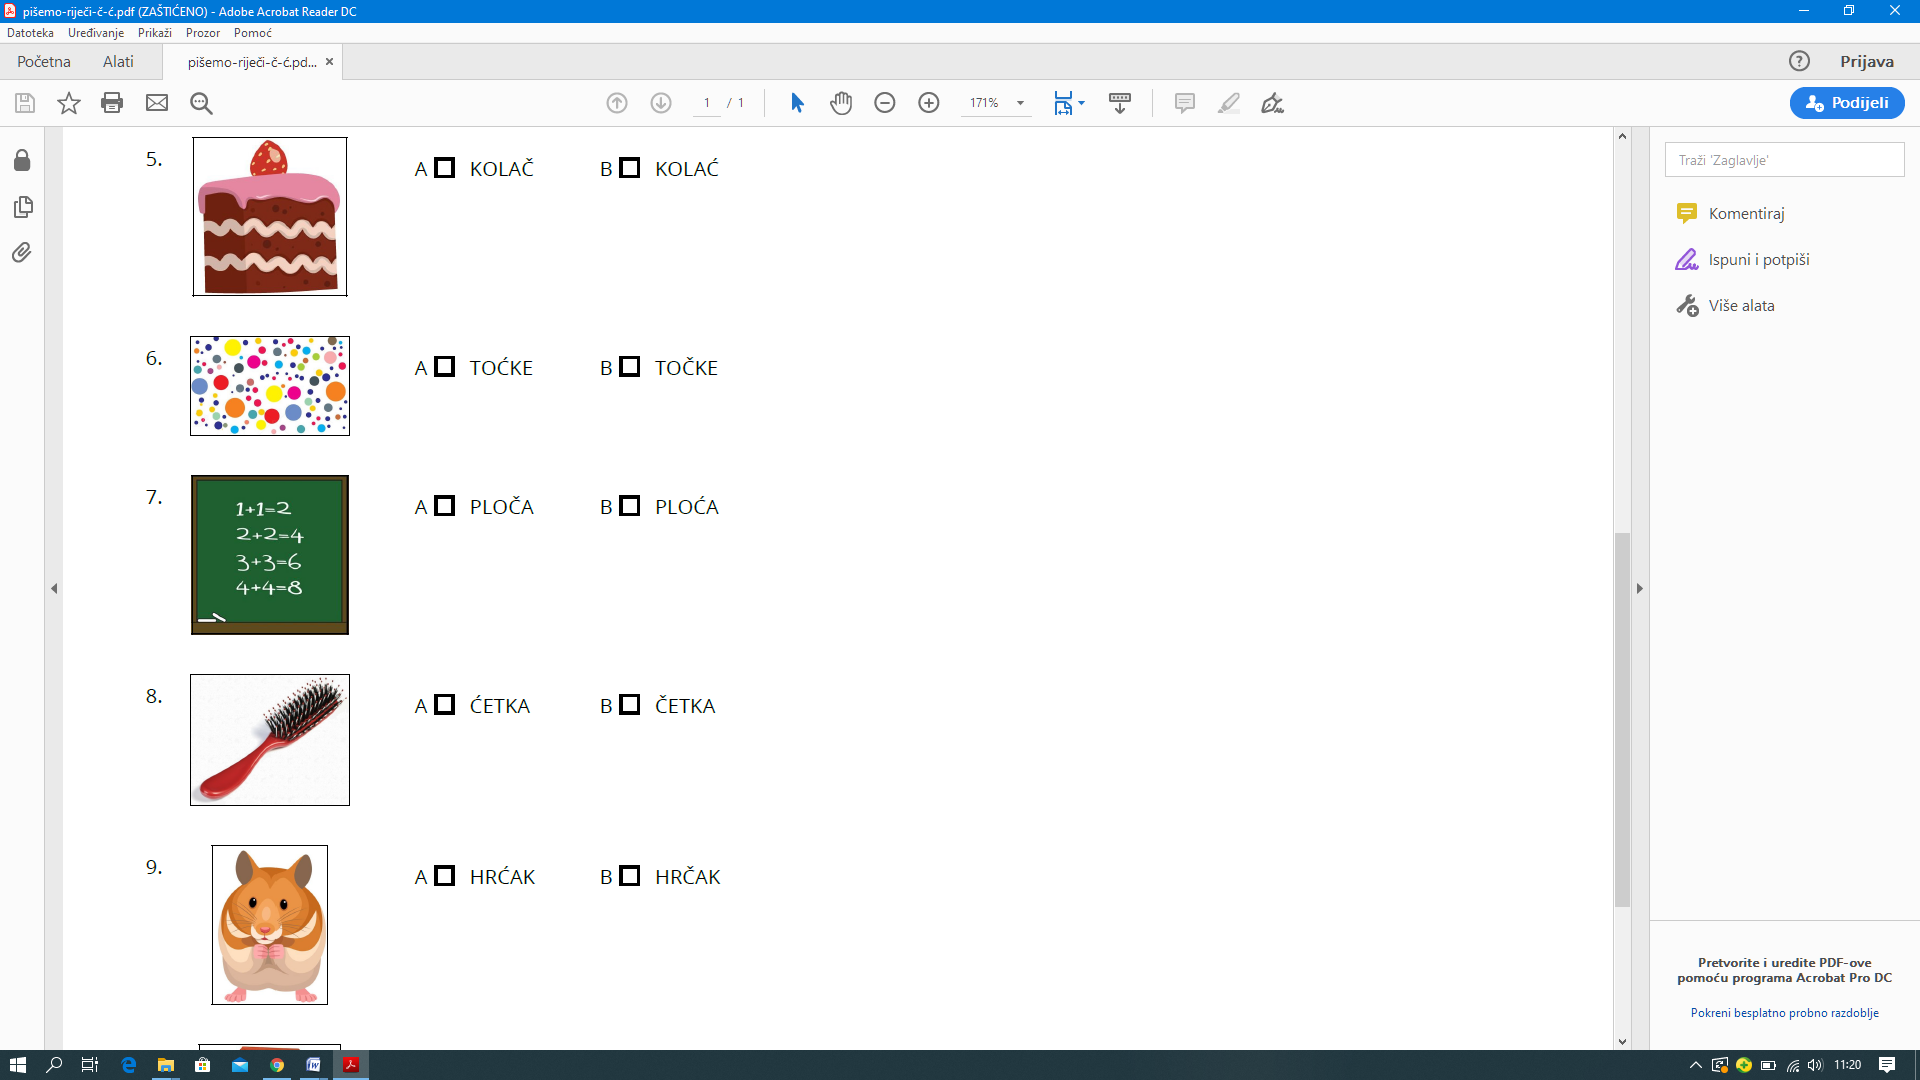 pišemo-riječi-č-ć.pdf (ZAŠTIĆENO) - Adobe Acrobat Reader DC
Datoteka Uređivanje Prikaži Prozor Pomoć
Početna Alati pišemo-riječi-č-ć.pd... × Prijava
1 / 1 171% Podijeli
5. A KOLAČ B KOLAĆ
6. A TOĆKE B TOČKE
7. A PLOČA B PLOĆA
1+1=2
2+2=4
3+3=6
4+4=8
8. A ĆETKA B ČETKA
9. A HRĆAK B HRČAK
Traži 'Zaglavlje'
Komentiraj
Ispuni i potpiši
Više alata
Pretvorite i uredite PDF-ove
pomoću programa Acrobat Pro DC
Pokreni besplatno probno razdoblje
11:20